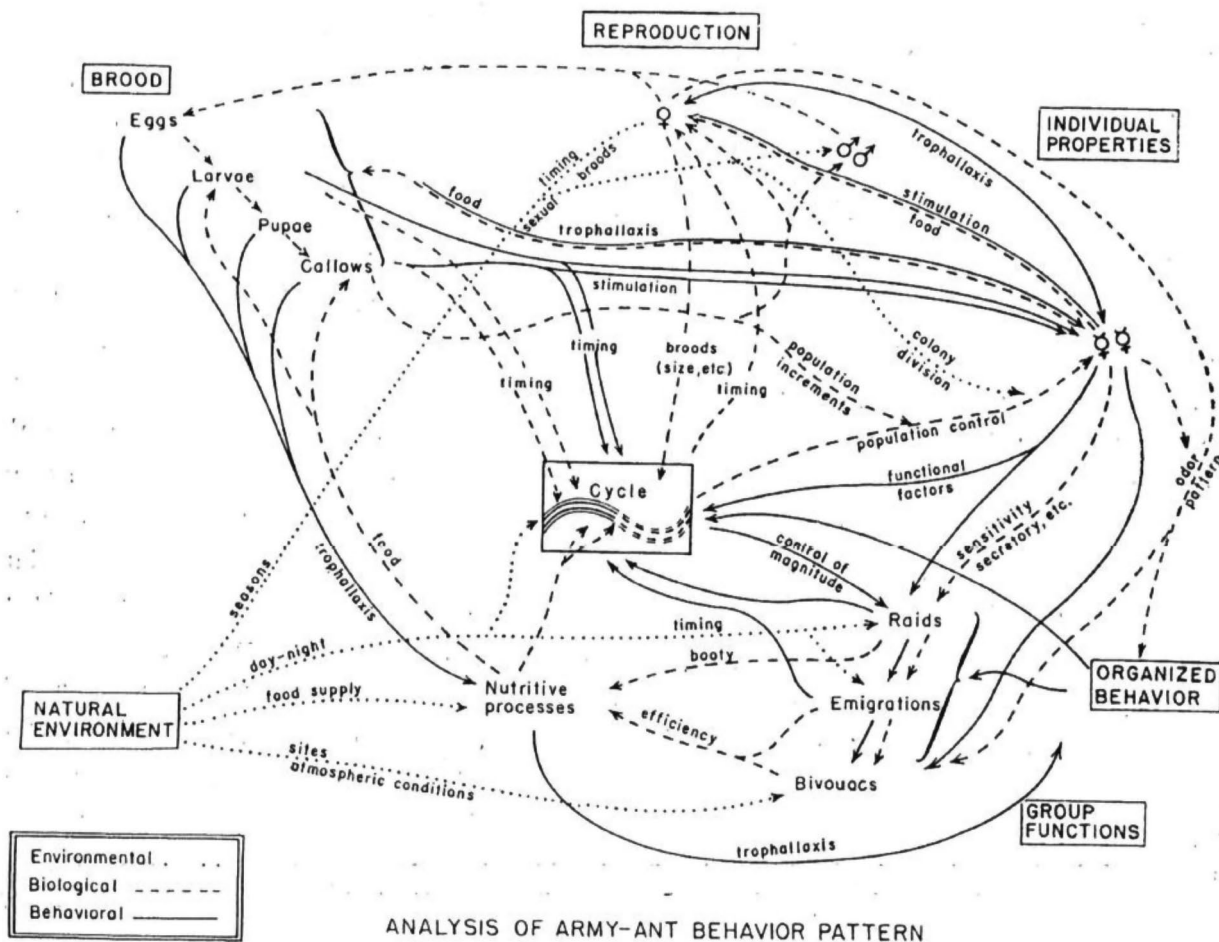 REPRODUCTION
BROOD
Eggs
Larvae
Pupae
Callows
♀
♂♂
INDIVIDUAL
PROPERTIES
timing
sexual broods
food
trophallaxis
stimulation
trophallaxis
stimulation
food
timing
timing
broods
(size, etc)
timing
population
increments
colony
division
population control
functional
factors
odor
pattern
Cycle
sensitivity
secretory, etc.
control of
magnitude
seasons
trophallaxis
food
day-night
timing
Raids
booty
food supply
Nutritive
processes
Emigrations
efficiency
Bivouacs
sites
atmospheric conditions
trophallaxis
NATURAL
ENVIRONMENT
ORGANIZED
BEHAVIOR
GROUP
FUNCTIONS
Environmental . . .
Biological -----
Behavioral ———
ANALYSIS OF ARMY-ANT BEHAVIOR PATTERN